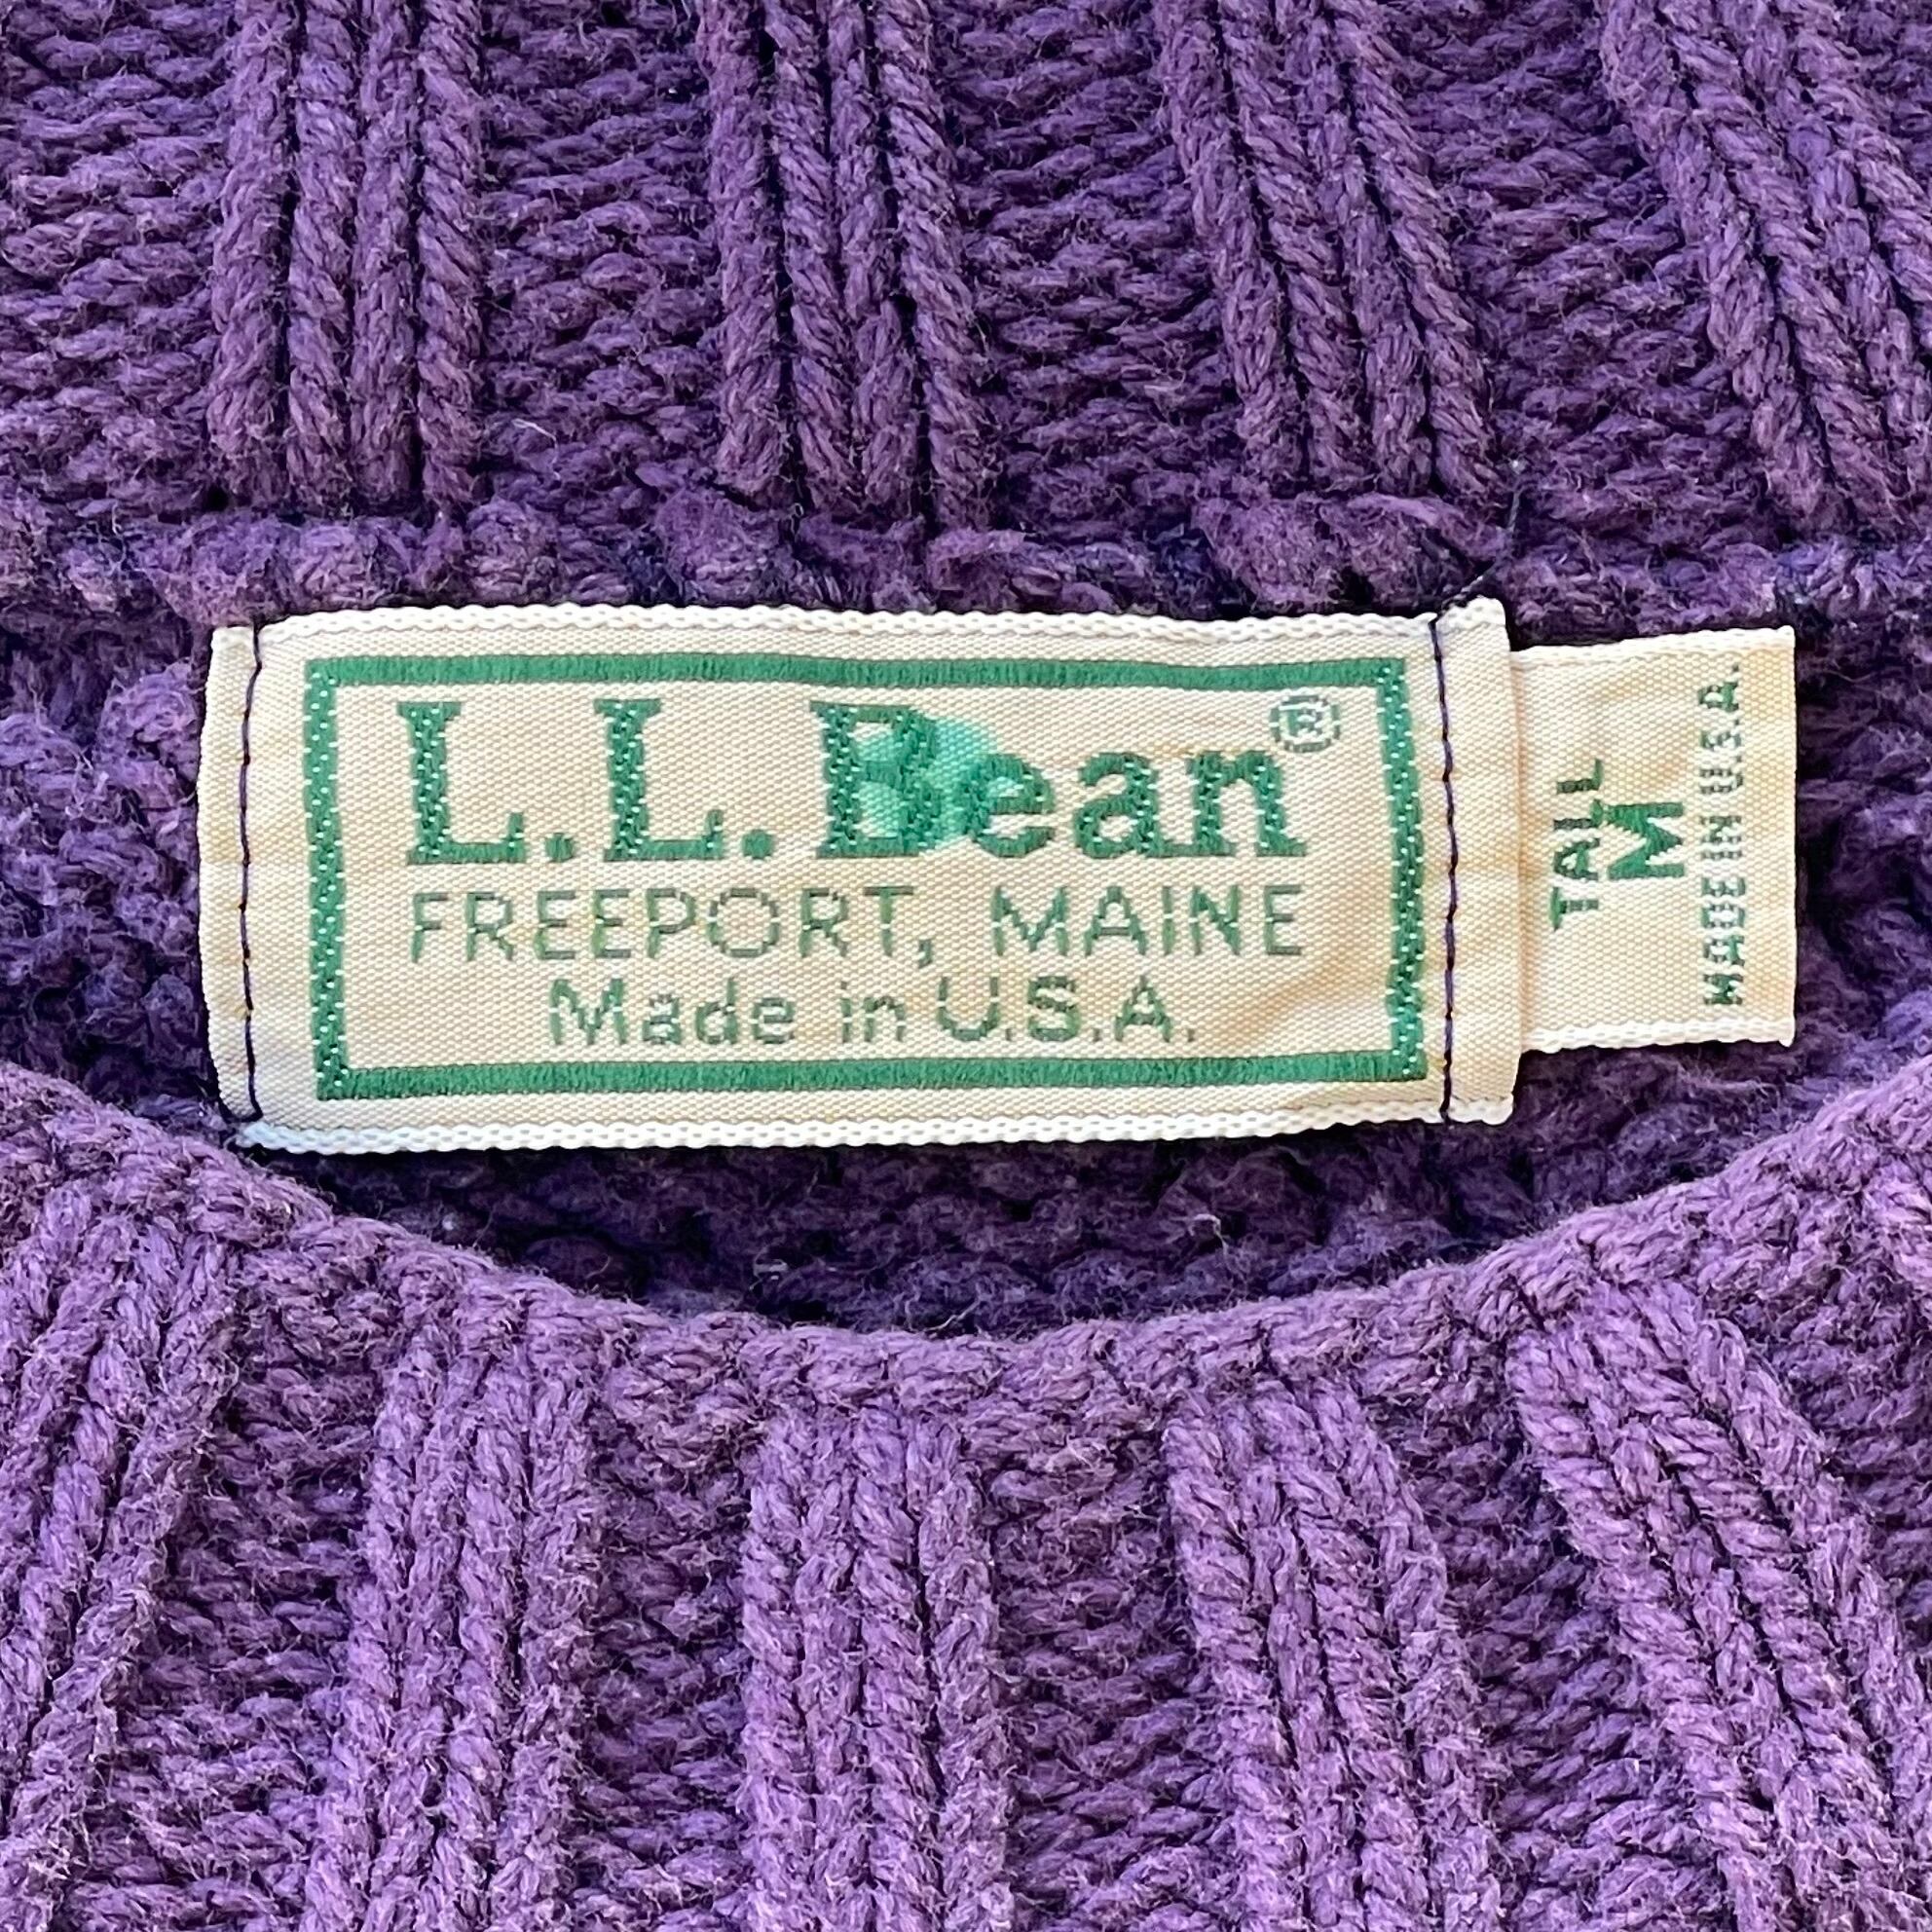 L.L.Bean®
FREEPORT, MAINE
Made in U.S.A.
TALL
M
MADE IN U.S.A.